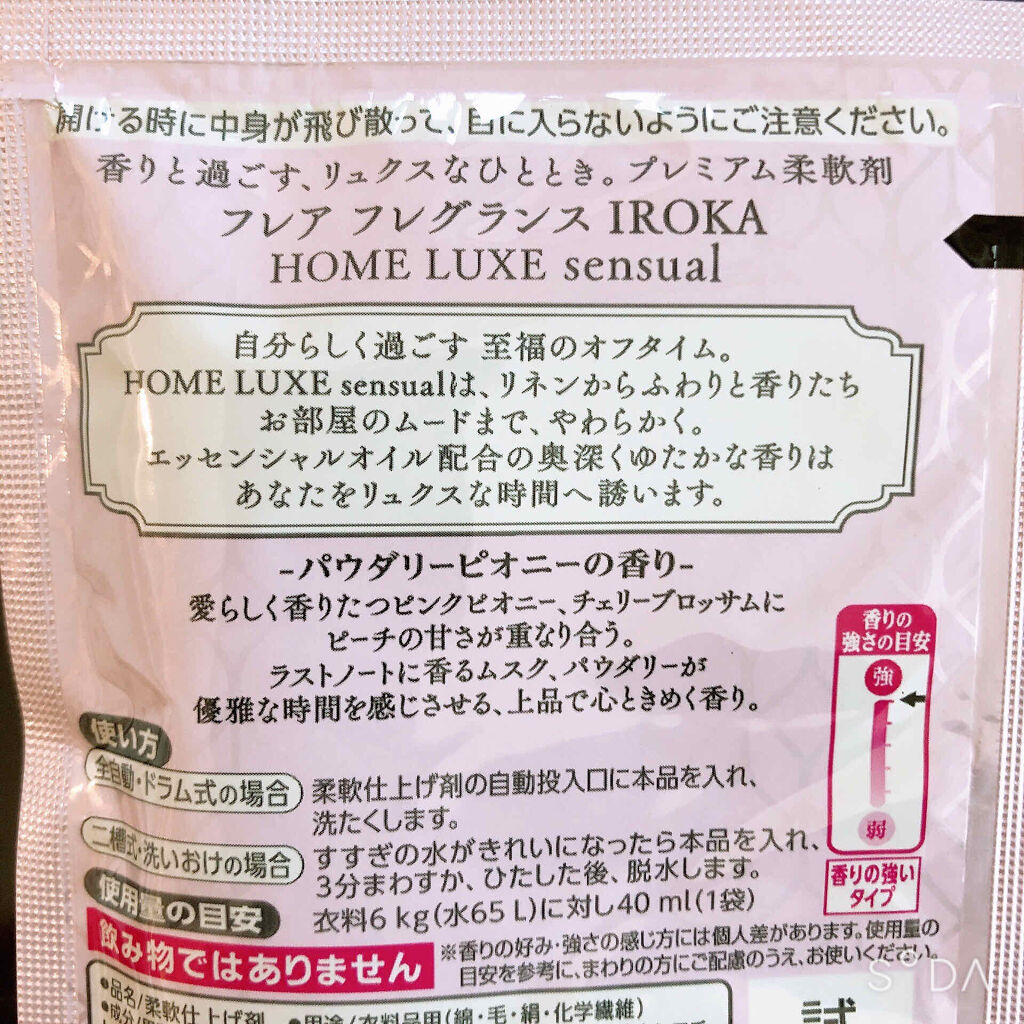 開ける時に中身が飛び散って、目に入らないようにご注意ください。
香りと過ごす、リュクスなひととき。プレミアム柔軟剤
フレア フレグランス IROKA
HOME LUXE sensual
自分らしく過ごす 至福のオフタイム。
HOME LUXE sensualは、リネンからふわりと香りたち
お部屋のムードまで、やわらかく。
エッセンシャルオイル配合の奥深くゆたかな香りは
あなたをリュクスな時間へ誘います。
-パウダリーピオニーの香り-
愛らしく香りたつピンクピオニー、チェリーブロッサムに
ピーチの甘さが重なり合う。
ラストノートに香るムスク、パウダリーが
優雅な時間を感じさせる、上品で心ときめく香り。
香りの
強さの目安
強
弱
香りの強い
タイプ
使い方
全自動・ドラム式の場合
柔軟仕上げ剤の自動投入口に本品を入れ、
洗たくします。
二槽式・洗いおけの場合
すすぎの水がきれいになったら本品を入れ、
3分まわすか、ひたした後、脱水します。
使用量の目安
衣料6 kg(水65 L)に対し40 ml(1袋)
飲み物ではありません
※香りの好み・強さの感じ方には個人差があります。使用量の
目安を参考に、まわりの方にご配慮のうえ、お使いください。
●品名/柔軟仕上げ剤
●用途/衣料品用(綿・毛・絹・化学繊維)
●成分/
試